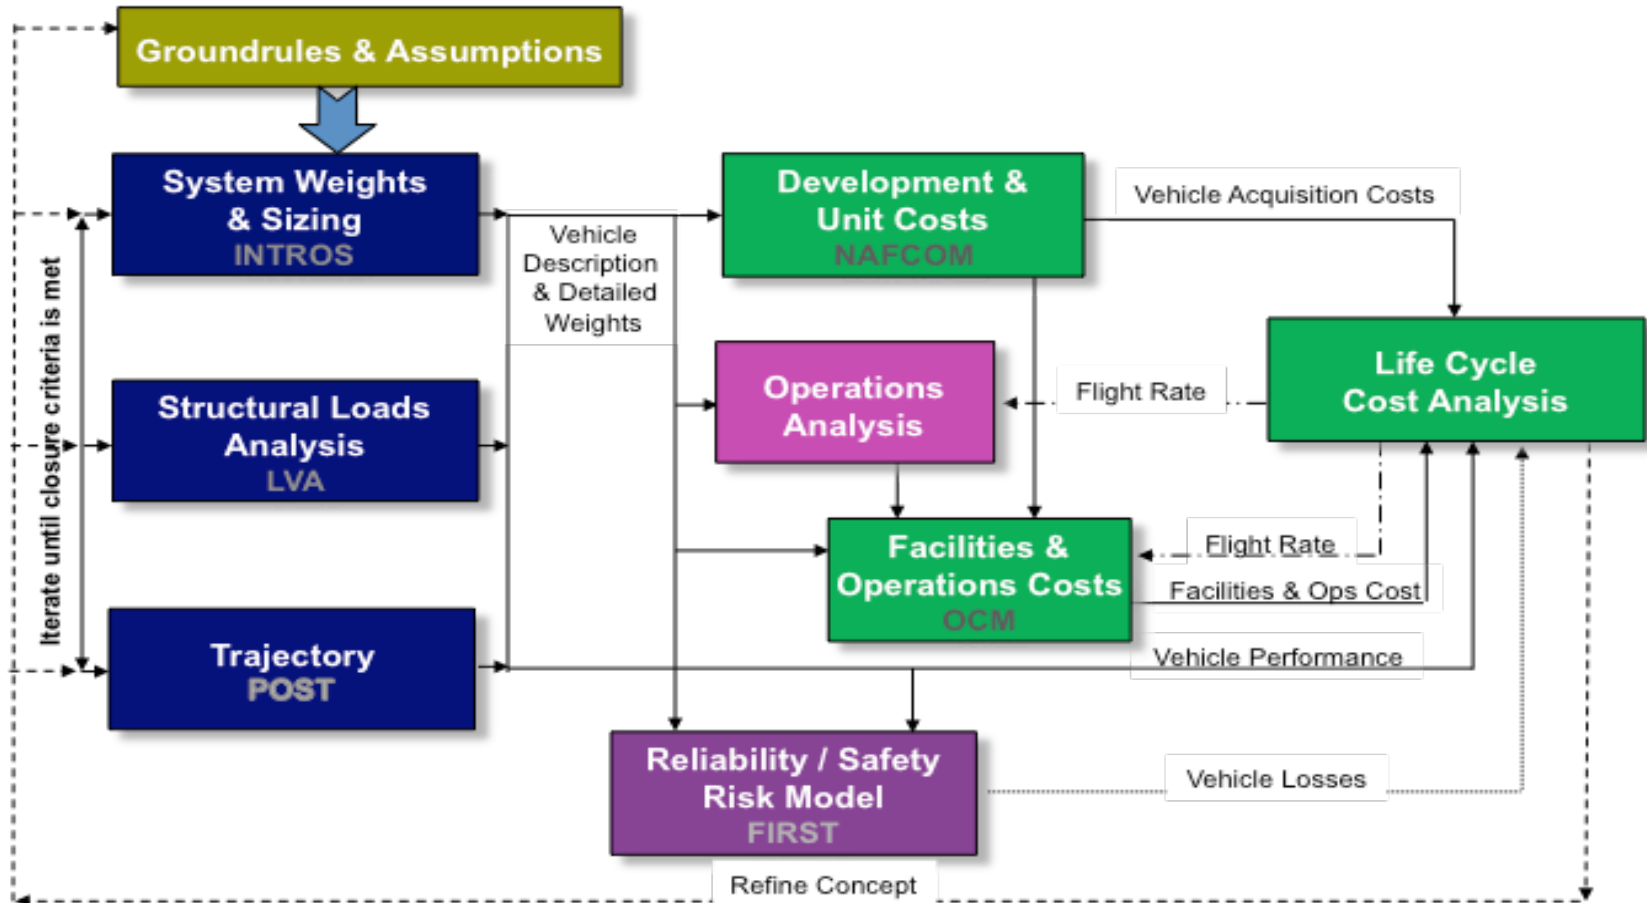 Groundrules & Assumptions
System Weights
& Sizing
INTROS
Development &
Unit Costs
NAFCOM
Vehicle Acquisition Costs
Vehicle
Description
& Detailed
Weights
Iterate until closure criteria is met
Structural Loads
Analysis
LVA
Operations
Analysis
Flight Rate
Life Cycle
Cost Analysis
Facilities &
Operations Costs
OCM
Flight Rate
Facilities & Ops Cost
Trajectory
POST
Vehicle Performance
Reliability / Safety
Risk Model
FIRST
Vehicle Losses
Refine Concept